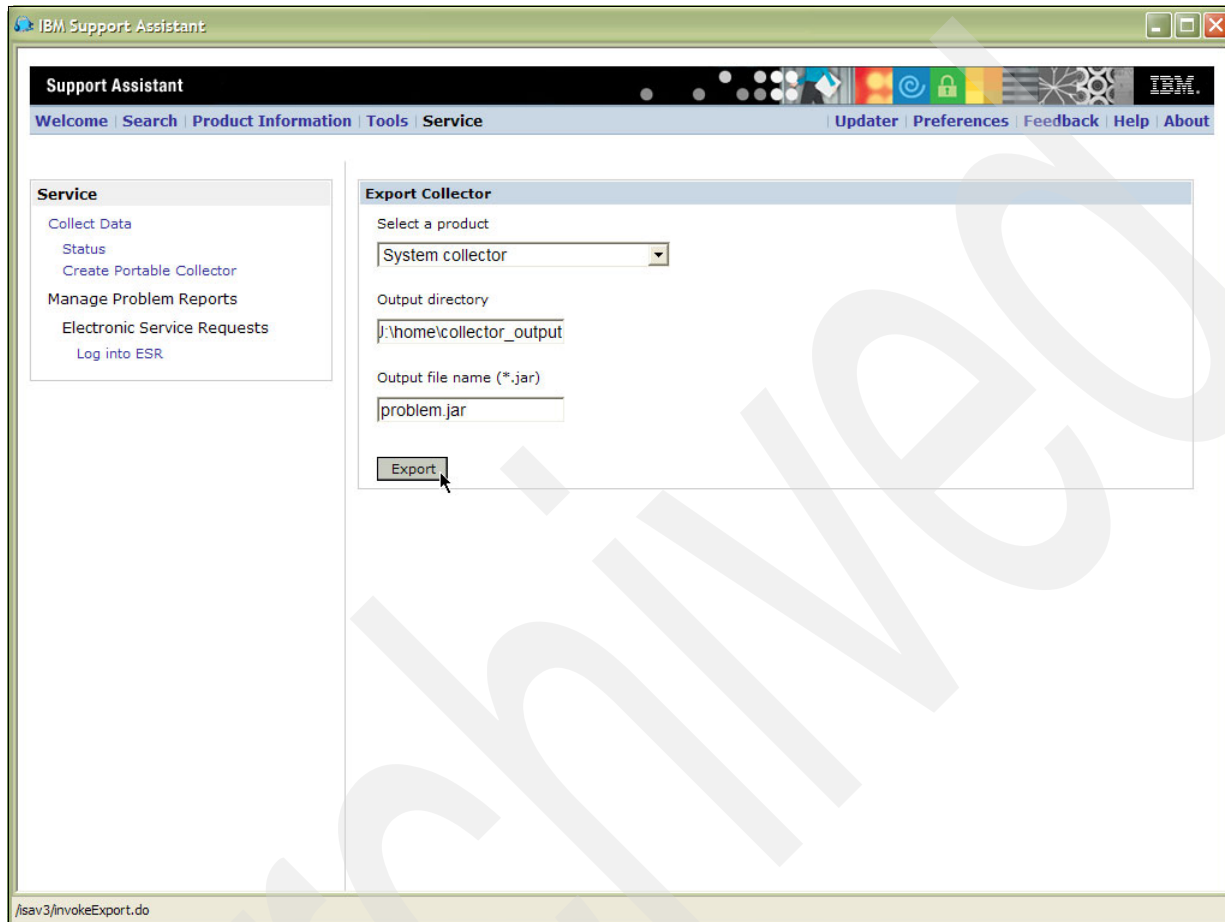 IBM Support Assistant
Support Assistant
IBM.
Welcome | Search | Product Information | Tools | Service
| Updater | Preferences | Feedback | Help | About
Service
Collect Data
Status
Create Portable Collector
Manage Problem Reports
Electronic Service Requests
Log into ESR
Export Collector
Select a product
System collector
Output directory
:\home\collector_output
Output file name (*.jar)
problem.jar
Export
/isav3/invokeExport.do